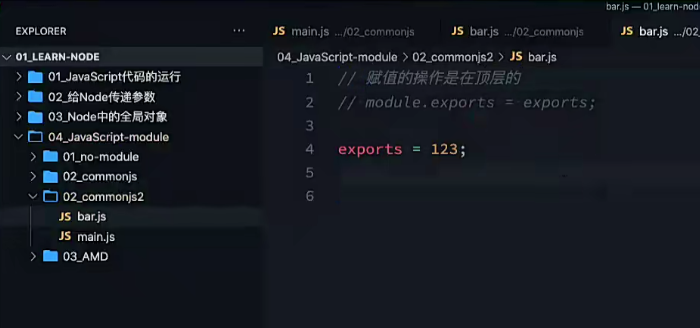 bar.js — 01_learn-nod
EXPLORER ···
JS main.js .../02_commonjs
JS bar.js .../02_commonjs
JS bar.js .../02
01_LEARN-NODE
01_JavaScript代码的运行
02_给Node传递参数
03_Node中的全局对象
04_JavaScript-module
01_no-module
02_commonjs
02_commonjs2
JS bar.js
JS main.js
03_AMD
04_JavaScript-module > 02_commonjs2 > JS bar.js
1 // 赋值的操作是在顶层的
2 // module.exports = exports;
3
4 exports = 123;
5
6